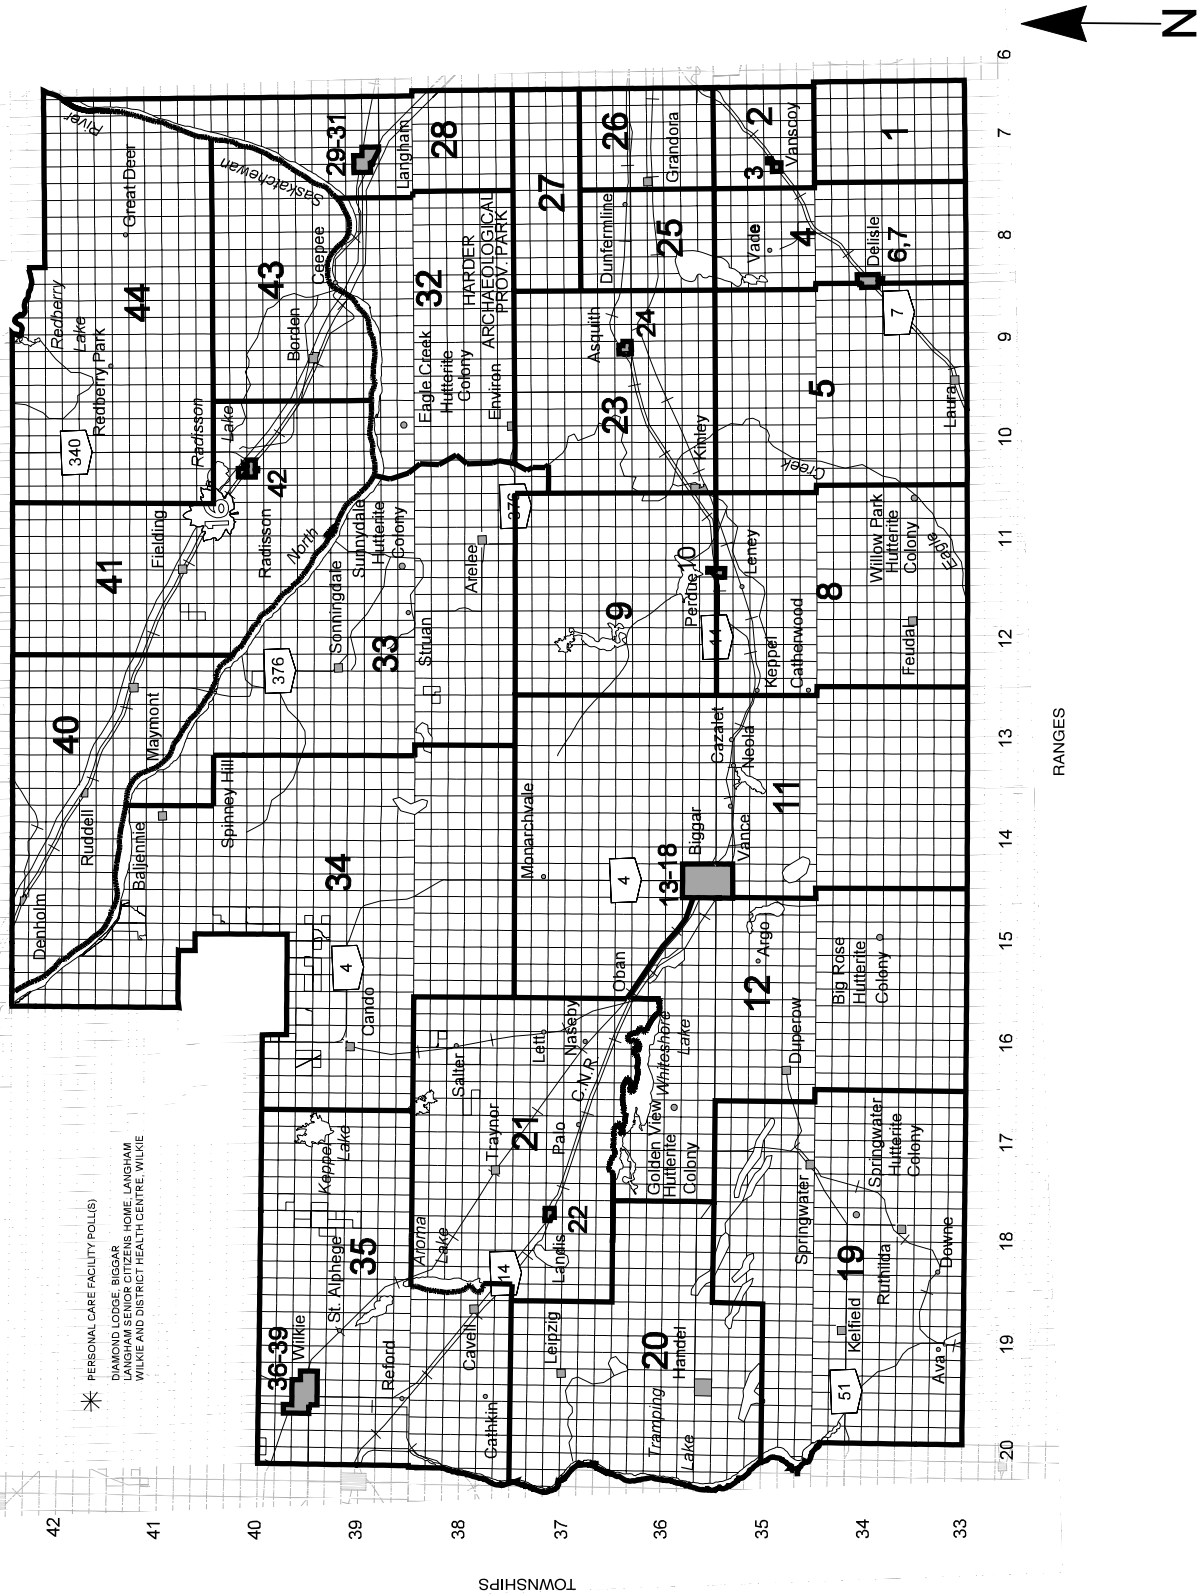 N
PERSONAL CARE FACILITY POLL(S)
DIAMOND LODGE, BIGGAR
LANGHAM SENIOR CITIZENS HOME, LANGHAM
WILKIE AND DISTRICT HEALTH CENTRE, WILKIE
TOWNSHIPS
42
41
40
39
38
37
36
35
34
33
RANGES
20
19
18
17
16
15
14
13
12
11
10
9
8
7
6
Denholm
Ruddell
40
Maymont
41
Fielding
340
Redberry Park
Redberry
Lake
44
Great Deer
River
Baljennie
Spinney Hill
376
Radisson
Lake
16
42
Radisson
Borden
43
Ceepee
Saskatchewan
North
34
4
Cando
Sonningdale
33
Struan
Sunnydale
Hutterite
Colony
Arelee
376
Eagle Creek
Hutterite
Colony
Environ
32
HARDER
ARCHAEOLOGICAL
PROV. PARK
29-31
Langham
28
36-39
Wilkie
St. Alphege
35
Keppel
Lake
Reford
Cavell
Cathkin
Aroma
Lake
14
Traynor
21
Salter
Lett
Naseby
C.N.R.
Palo
22
Landis
Leipzig
20
Handel
Tramping
Lake
Golden View
Hutterite
Colony
Whiteshore
Lake
Oban
Monarchvale
4
13-18
Biggar
Vance
Neola
Cazalet
11
9
Perdue
10
14
Leney
Keppel
Catherwood
23
Kinley
Asquith
24
27
Dunfermline
26
Grandora
25
Vade
4
3
2
Vanscoy
1
Delisle
6,7
7
5
Laura
Eagle
Creek
8
Willow Park
Hutterite
Colony
Feudal
12
Argo
Duperow
Big Rose
Hutterite
Colony
Springwater
Springwater
Hutterite
Colony
19
Ruthilda
Downe
Kelfield
51
Ava